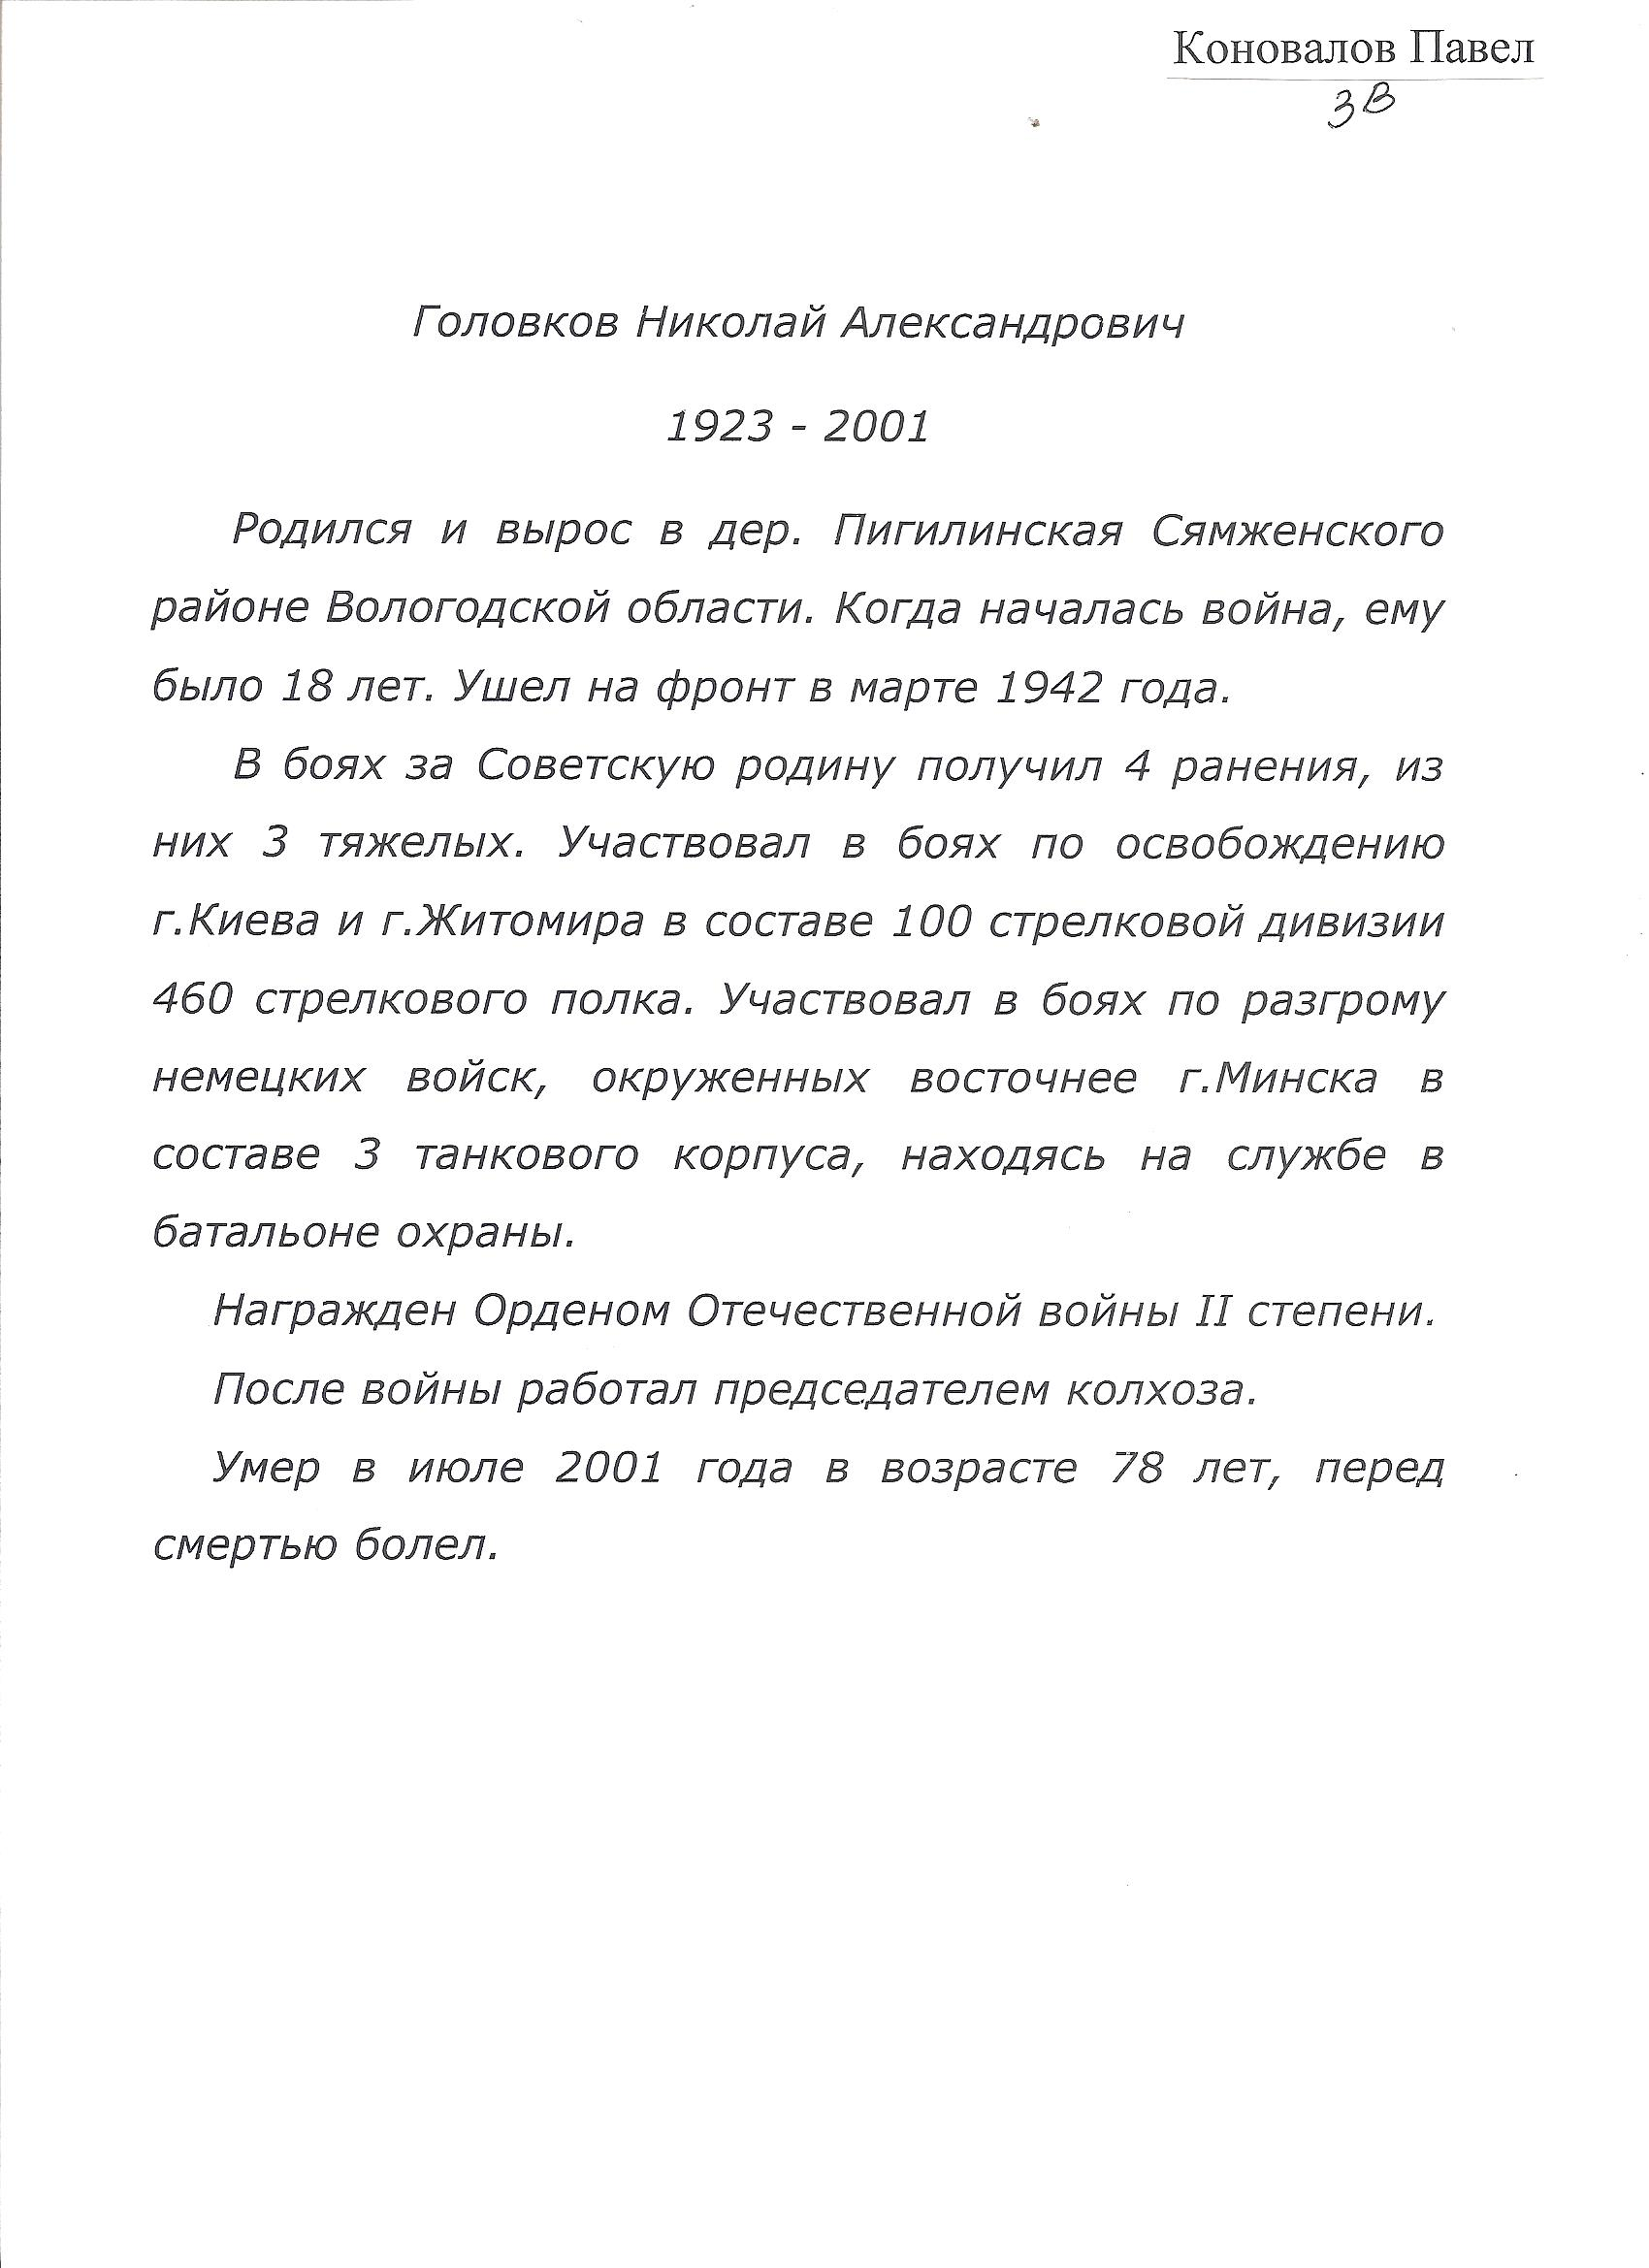 Коновалов Павел
3В
Головков Николай Александрович
1923 - 2001
Родился и вырос в дер. Пигилинская Сямженского
районе Вологодской области. Когда началась война, ему
было 18 лет. Ушел на фронт в марте 1942 года.
В боях за Советскую родину получил 4 ранения, из
них 3 тяжелых. Участвовал в боях по освобождению
г.Киева и г.Житомира в составе 100 стрелковой дивизии
460 стрелкового полка. Участвовал в боях по разгрому
немецких войск, окруженных восточнее г.Минска в
составе 3 танкового корпуса, находясь на службе в
батальоне охраны.
Награжден Орденом Отечественной войны II степени.
После войны работал председателем колхоза.
Умер в июле 2001 года в возрасте 78 лет, перед
смертью болел.